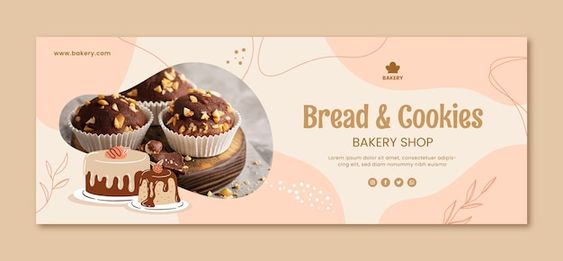 www.bakery.com
BAKERY
Bread & Cookies
BAKERY SHOP
Lorem ipsum dolor sit amet, consectetuer adipis-
cing elit, sed diam nonummy nibh